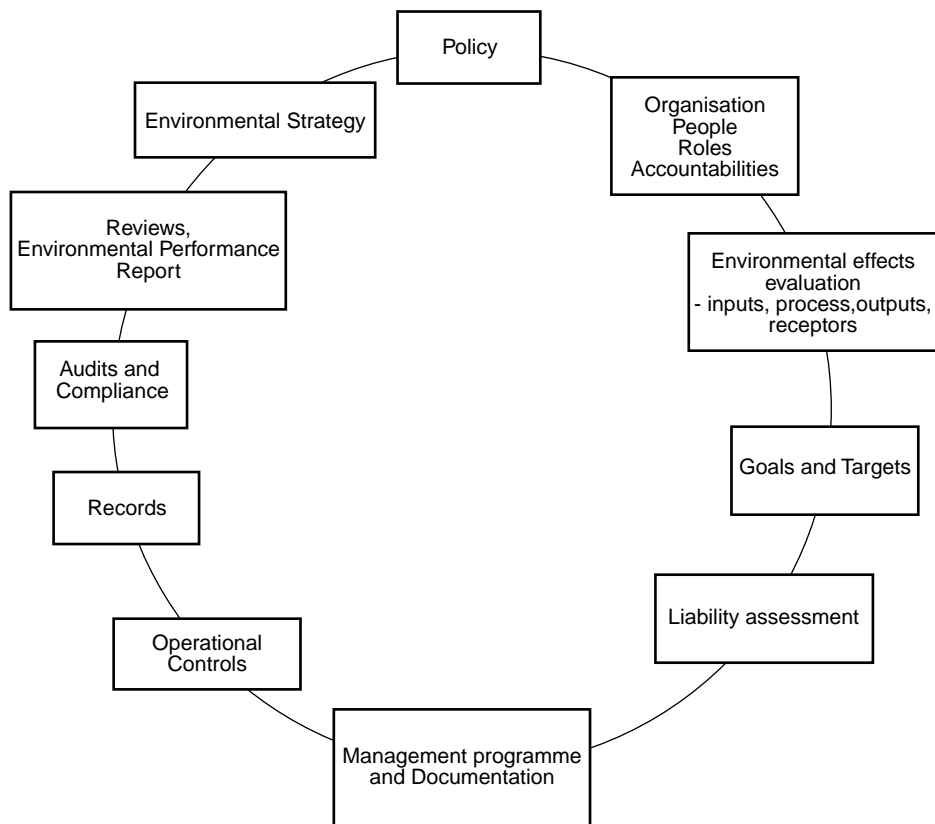 Policy
Organisation
People
Roles
Accountabilities
Environmental effects
evaluation
- inputs, process,outputs,
receptors
Goals and Targets
Liability assessment
Management programme
and Documentation
Operational
Controls
Records
Audits and
Compliance
Reviews,
Environmental Performance
Report
Environmental Strategy